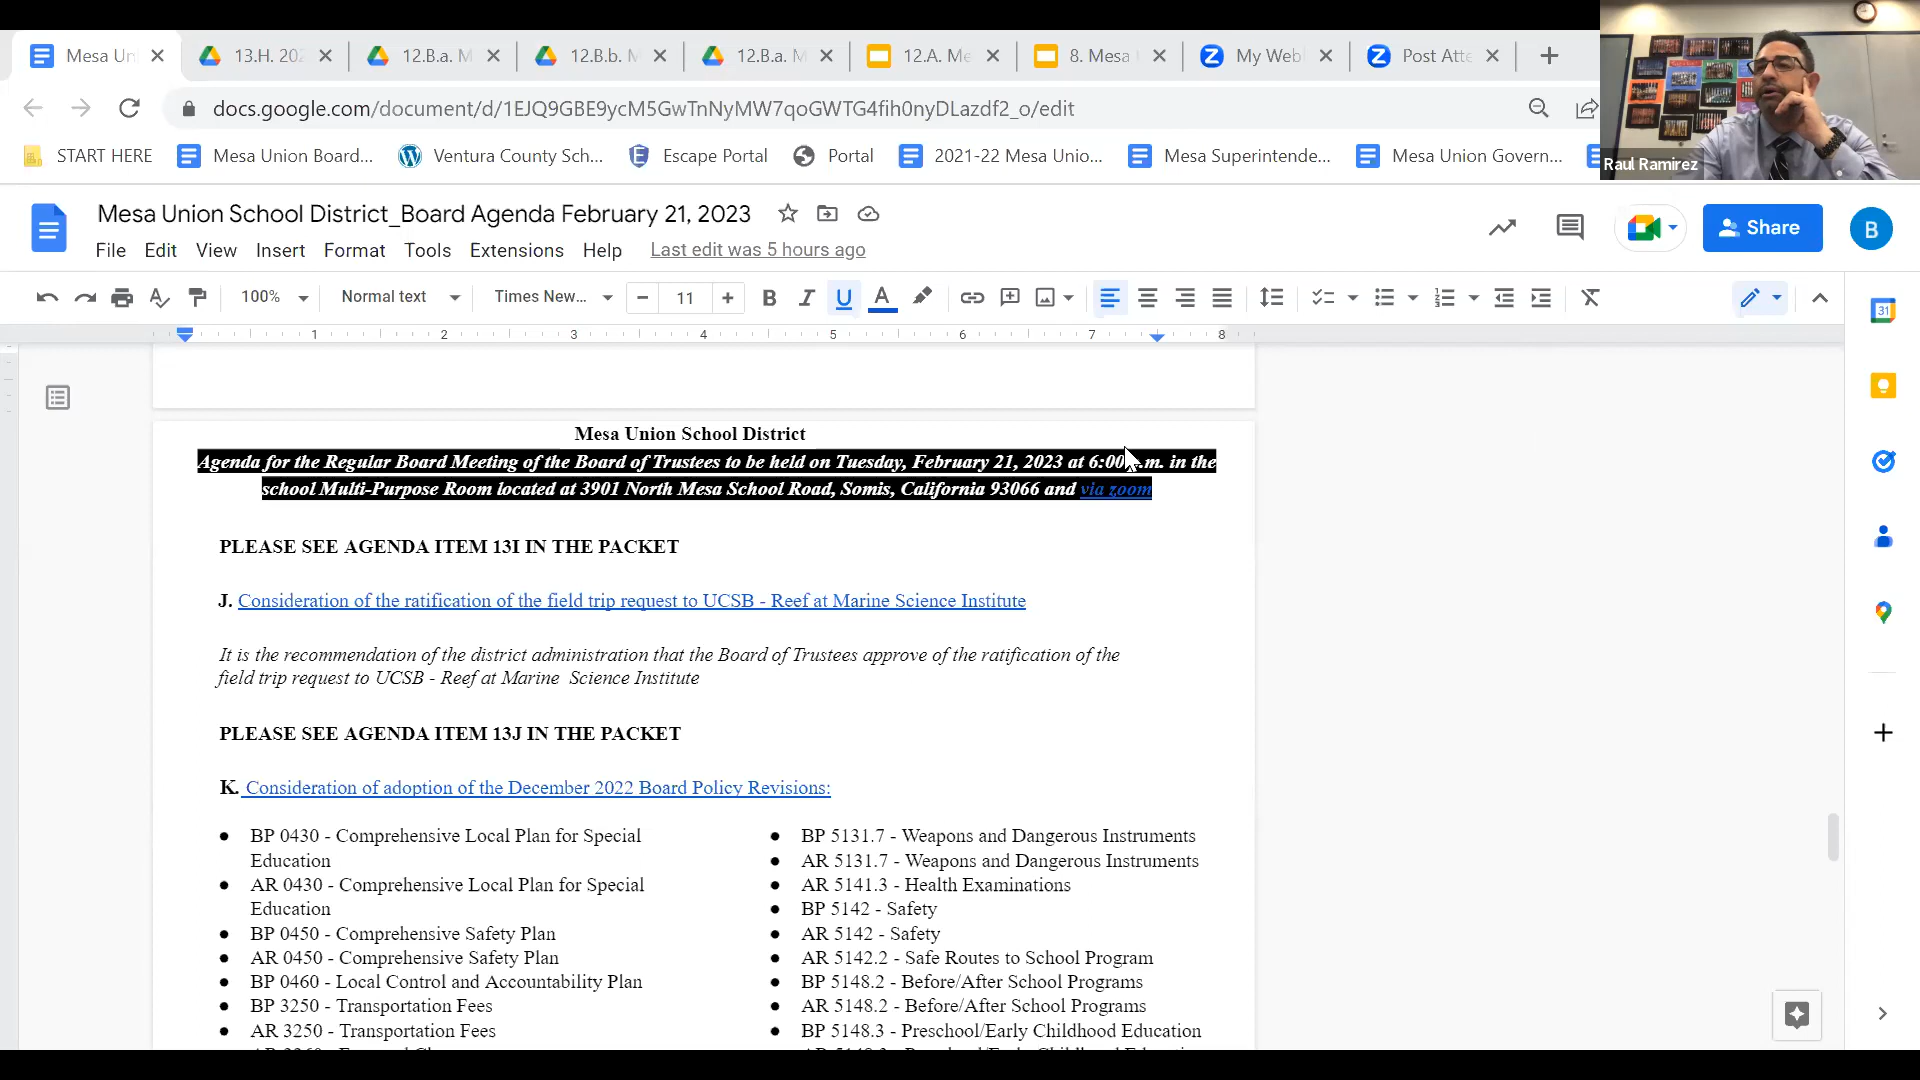 Mesa Un
13.H. 202
12.B.a. M
12.B.b. M
12.B.a. M
12.A. Me
8. Mesa
My Web
Post Atte
docs.google.com/document/d/1EJQ9GBE9ycM5GwTnNyMW7qoGWTG4fih0nyDLazdf2_o/edit
START HERE
Mesa Union Board...
Ventura County Sch...
Escape Portal
Portal
2021-22 Mesa Unio...
Mesa Superintende...
Mesa Union Govern...
Raul Ramirez
Mesa Union School District_Board Agenda February 21, 2023
File Edit View Insert Format Tools Extensions Help Last edit was 5 hours ago
Share
B
100% Normal text Times New... 11
1 2 3 4 5 6 7 8
31
Mesa Union School District
Agenda for the Regular Board Meeting of the Board of Trustees to be held on Tuesday, February 21, 2023 at 6:00 .m. in the
school Multi-Purpose Room located at 3901 North Mesa School Road, Somis, California 93066 and via zoom
PLEASE SEE AGENDA ITEM 13I IN THE PACKET
J. Consideration of the ratification of the field trip request to UCSB - Reef at Marine Science Institute
It is the recommendation of the district administration that the Board of Trustees approve of the ratification of the
field trip request to UCSB - Reef at Marine Science Institute
PLEASE SEE AGENDA ITEM 13J IN THE PACKET
K. Consideration of adoption of the December 2022 Board Policy Revisions:
● BP 0430 - Comprehensive Local Plan for Special
Education
● AR 0430 - Comprehensive Local Plan for Special
Education
● BP 0450 - Comprehensive Safety Plan
● AR 0450 - Comprehensive Safety Plan
● BP 0460 - Local Control and Accountability Plan
● BP 3250 - Transportation Fees
● AR 3250 - Transportation Fees
● BP 5131.7 - Weapons and Dangerous Instruments
● AR 5131.7 - Weapons and Dangerous Instruments
● AR 5141.3 - Health Examinations
● BP 5142 - Safety
● AR 5142 - Safety
● AR 5142.2 - Safe Routes to School Program
● BP 5148.2 - Before/After School Programs
● AR 5148.2 - Before/After School Programs
● BP 5148.3 - Preschool/Early Childhood Education